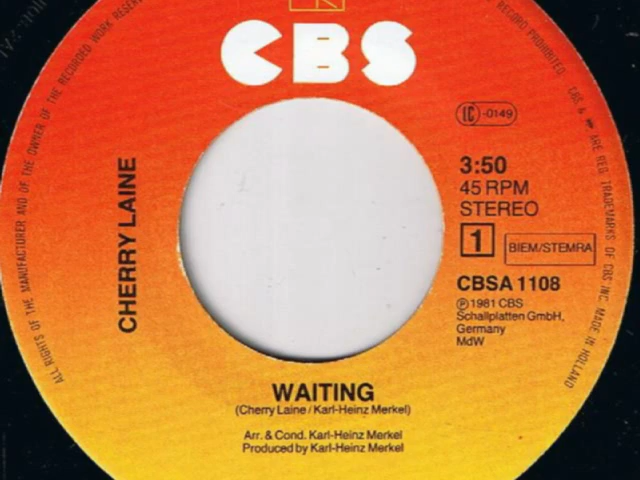 CBS
ALL RIGHTS OF THE MANUFACTURER AND OF THE OWNER OF THE RECORDED WORK RESER
RECORD PROHIBITED. CBS & ARE REG. TRADEMARKS OF CBS INC. MADE IN HOLLAND
CHERRY LAINE
LC -0149
3:50
45 RPM
STEREO
1
BIEM/STEMRA
CBSA 1108
℗ 1981 CBS
Schallplatten GmbH,
Germany
MdW
WAITING
(Cherry Laine / Karl-Heinz Merkel)
Arr. & Cond. Karl-Heinz Merkel
Produced by Karl-Heinz Merkel